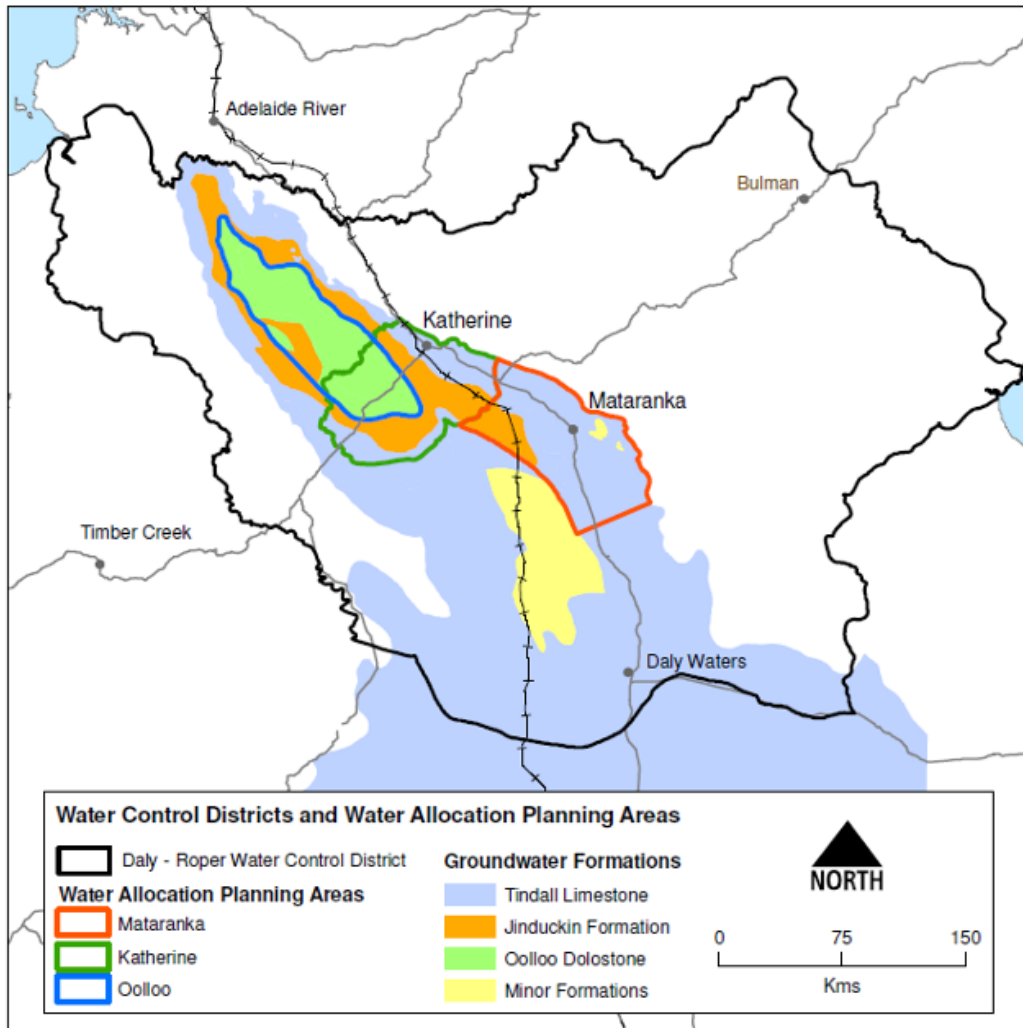 Adelaide River
Bulman
Katherine
Mataranka
Timber Creek
Daly Waters
Water Control Districts and Water Allocation Planning Areas
Daly - Roper Water Control District
Water Allocation Planning Areas
Mataranka
Katherine
Oolloo
Groundwater Formations
Tindall Limestone
Jinduckin Formation
Oolloo Dolostone
Minor Formations
NORTH
0 75 150
Kms